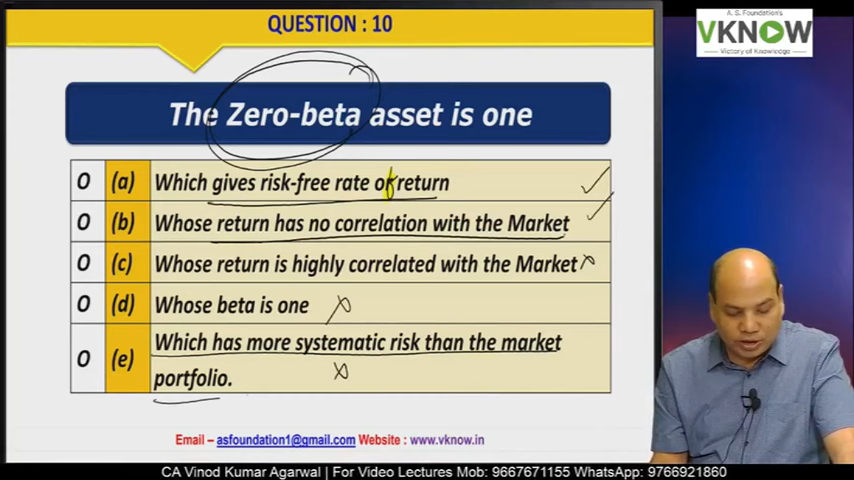 QUESTION : 10
A. S. Foundation's
VKNOW
Victory of Knowledge
The Zero-beta asset is one
O (a) Which gives risk-free rate of return
O (b) Whose return has no correlation with the Market
O (c) Whose return is highly correlated with the Market
O (d) Whose beta is one
O (e) Which has more systematic risk than the market
portfolio.
Email – asfoundation1@gmail.com Website : www.vknow.in
CA Vinod Kumar Agarwal | For Video Lectures Mob: 9667671155 WhatsApp: 9766921860